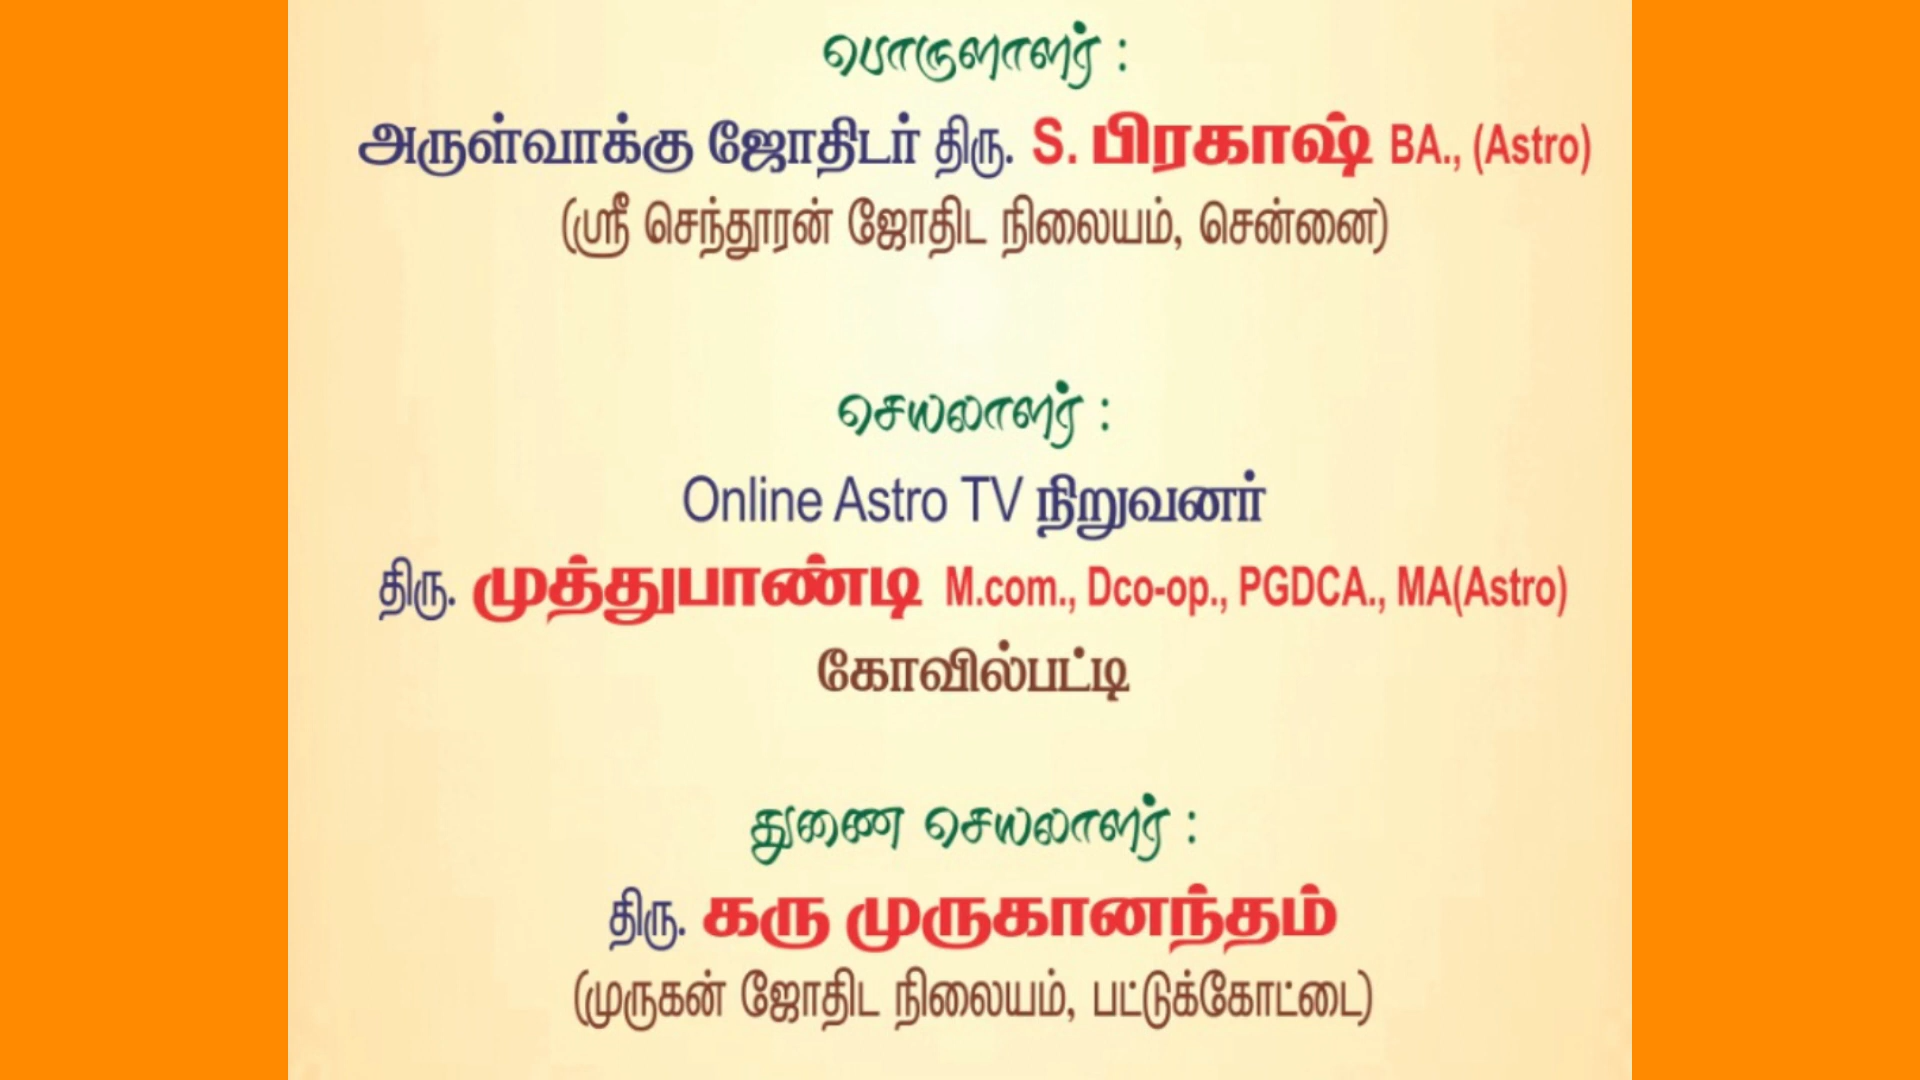 பொருளாளர் :
அருள்வாக்கு ஜோதிடர் திரு. S. பிரகாஷ் BA., (Astro)
(ஸ்ரீ செந்தூரன் ஜோதிட நிலையம், சென்னை)
செயலாளர் :
Online Astro TV நிறுவனர்
திரு. முத்துபாண்டி M.com., Dco-op., PGDCA., MA(Astro)
கோவில்பட்டி
துணை செயலாளர் :
திரு. கரு முருகானந்தம்
(முருகன் ஜோதிட நிலையம், பட்டுக்கோட்டை)